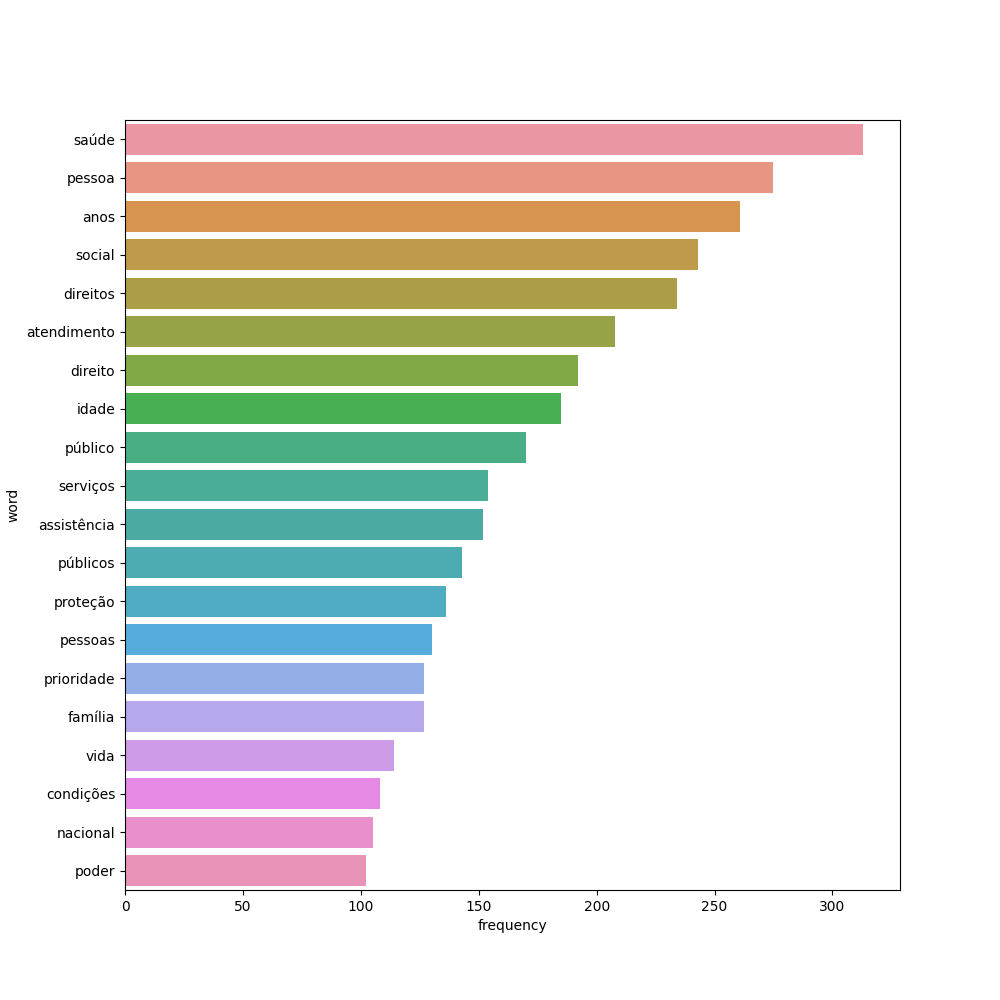 saúde
pessoa
anos
social
direitos
atendimento
direito
idade
público
serviços
assistência
públicos
proteção
pessoas
prioridade
família
vida
condições
nacional
poder
word
0 50 100 150 200 250 300
frequency